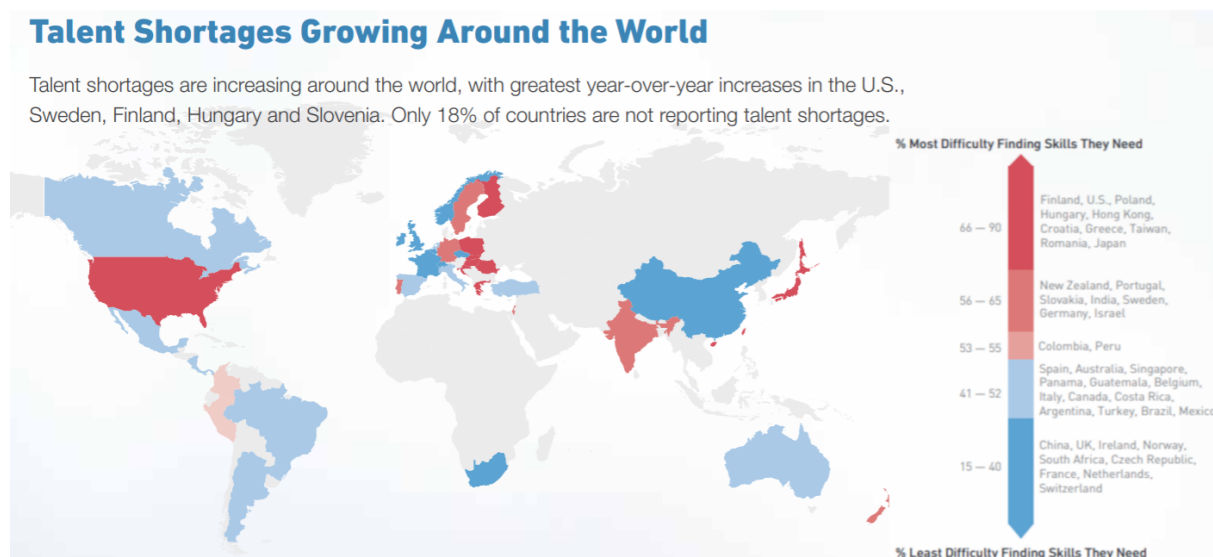 Talent Shortages Growing Around the World
Talent shortages are increasing around the world, with greatest year-over-year increases in the U.S.,
Sweden, Finland, Hungary and Slovenia. Only 18% of countries are not reporting talent shortages.
% Most Difficulty Finding Skills They Need
66 — 90
Finland, U.S., Poland,
Hungary, Hong Kong,
Croatia, Greece, Taiwan,
Romania, Japan
56 — 65
New Zealand, Portugal,
Slovakia, India, Sweden,
Germany, Israel
53 — 55
Colombia, Peru
41 — 52
Spain, Australia, Singapore,
Panama, Guatemala, Belgium,
Italy, Canada, Costa Rica,
Argentina, Turkey, Brazil, Mexico
15 — 40
China, UK, Ireland, Norway,
South Africa, Czech Republic,
France, Netherlands,
Switzerland
% Least Difficulty Finding Skills They Need